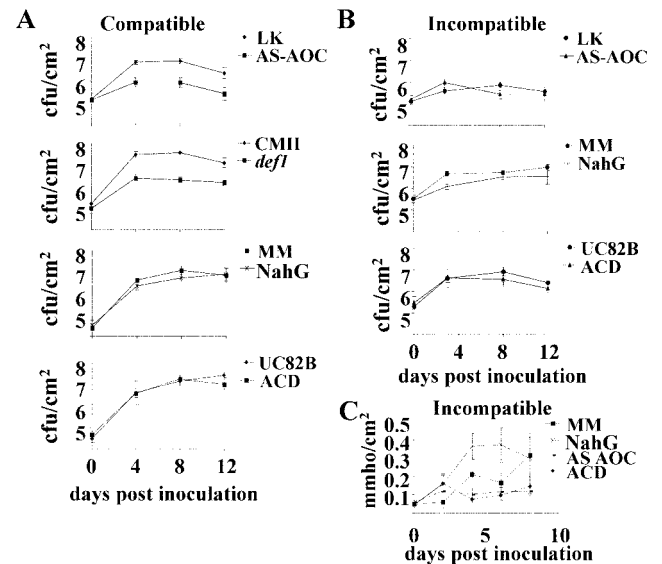 A
Compatible
8
7
6
5
cfu/cm²
LK
AS-AOC
8
7
6
5
cfu/cm²
CMII
def1
8
7
6
5
cfu/cm²
MM
NahG
8
7
6
5
cfu/cm²
UC82B
ACD
0 4 8 12
days post inoculation
B
Incompatible
8
7
6
5
cfu/cm²
LK
AS-AOC
8
7
6
5
cfu/cm²
MM
NahG
8
7
6
5
cfu/cm²
UC82B
ACD
0 4 8 12
days post inoculation
C
Incompatible
0.5
0.4
0.3
0.2
0.1
mmho/cm²
MM
NahG
AS AOC
ACD
0 5 10
days post inoculation